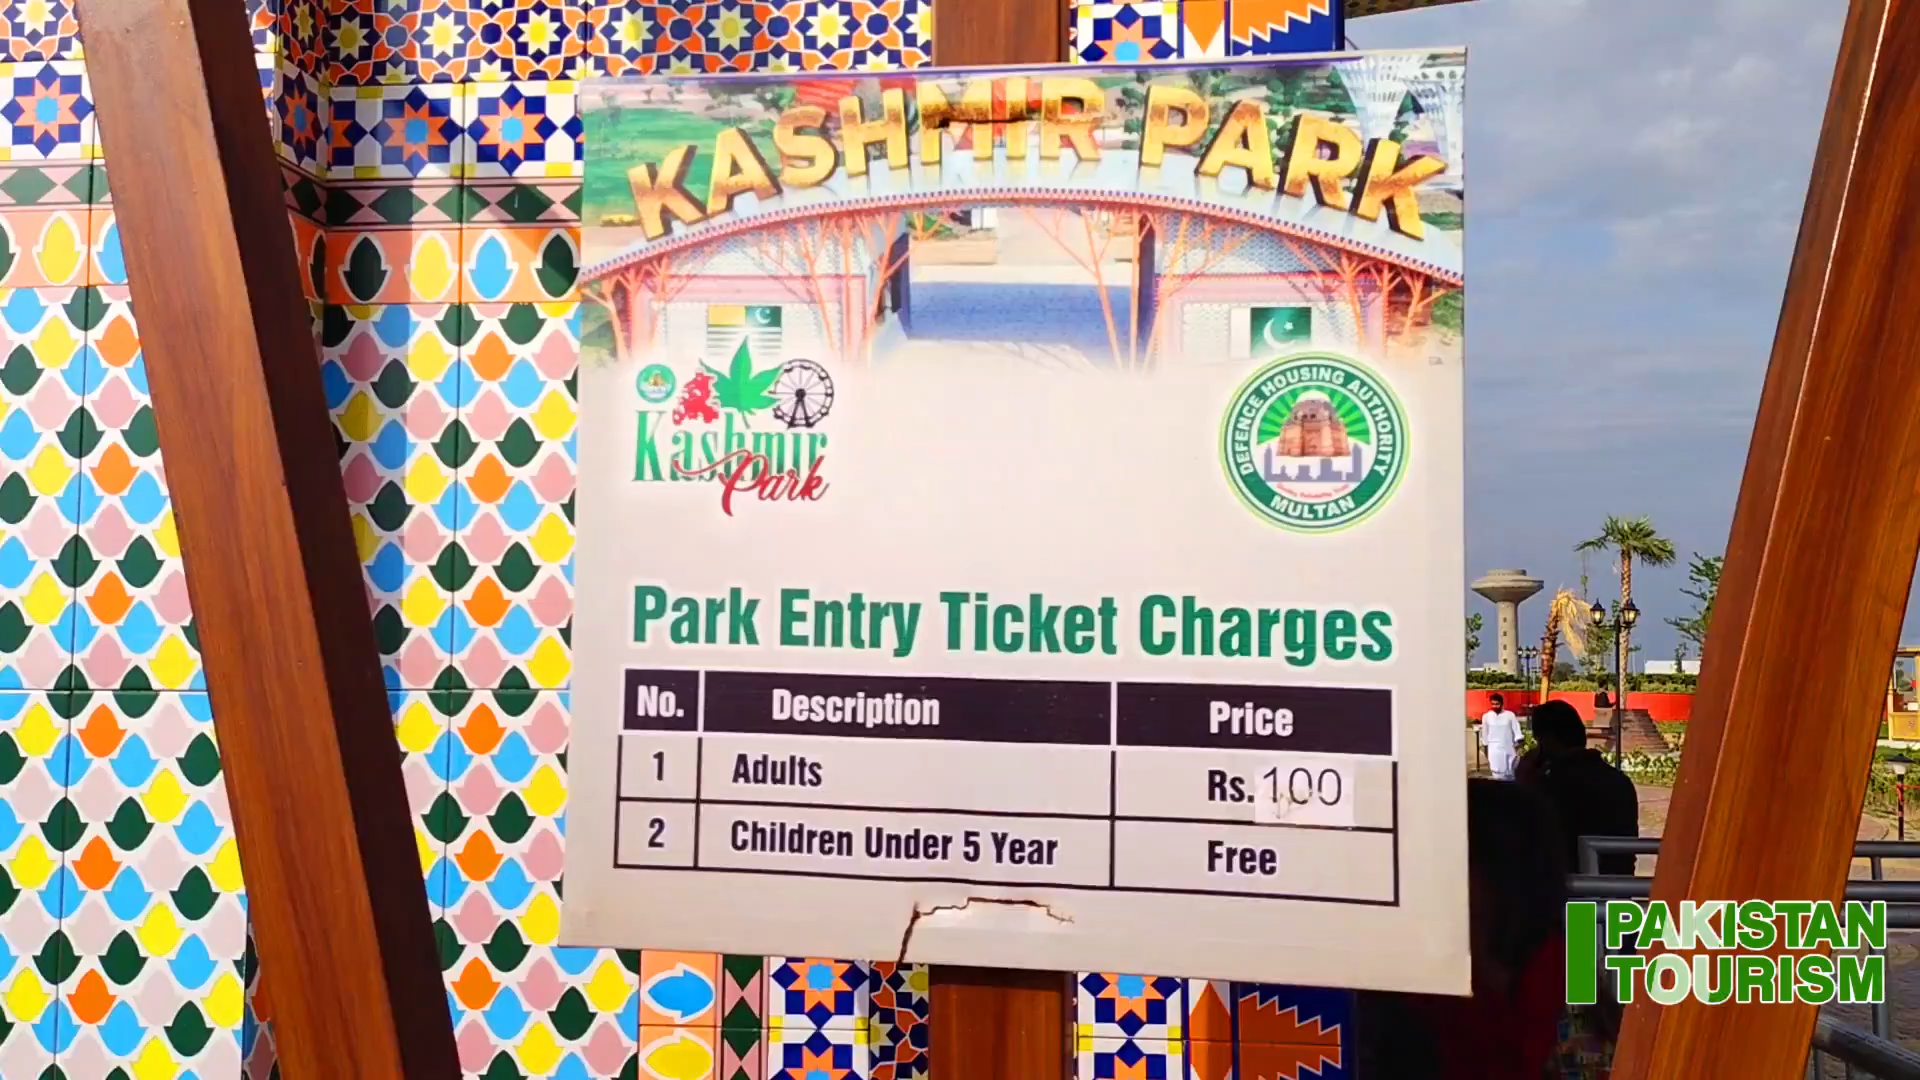 KASHMIR PARK
Kashmir
Park
DEFENCE HOUSING AUTHORITY
MULTAN
Park Entry Ticket Charges
No. Description Price
1 Adults Rs.100
2 Children Under 5 Year Free
PAKISTAN
TOURISM